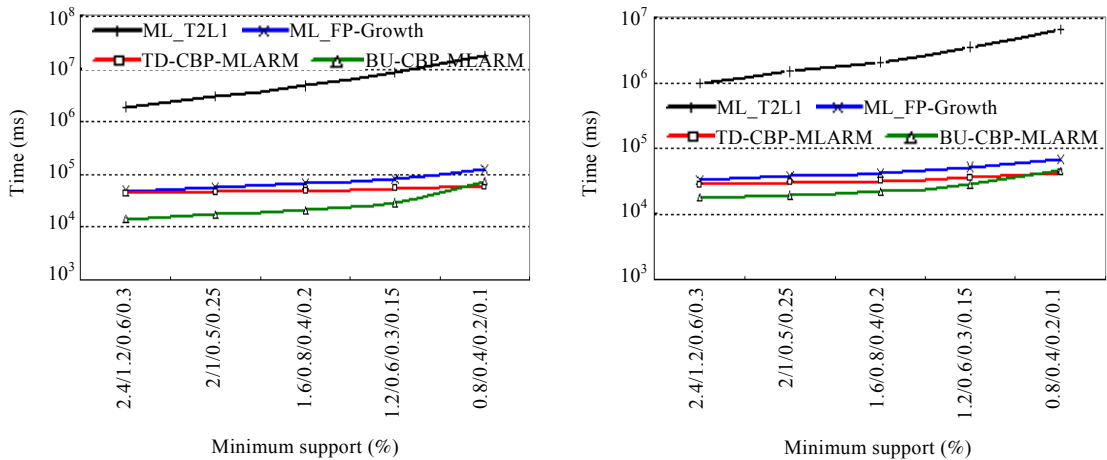 10^8
10^7
10^6
10^5
10^4
10^3
Time (ms)
ML_T2L1
ML_FP-Growth
TD-CBP-MLARM
BU-CBP-MLARM
2.4/1.2/0.6/0.3
2/1/0.5/0.25
1.6/0.8/0.4/0.2
1.2/0.6/0.3/0.15
0.8/0.4/0.2/0.1
Minimum support (%)
10^7
10^6
10^5
10^4
10^3
Time (ms)
ML_T2L1
ML_FP-Growth
TD-CBP-MLARM
BU-CBP-MLARM
2.4/1.2/0.6/0.3
2/1/0.5/0.25
1.6/0.8/0.4/0.2
1.2/0.6/0.3/0.15
0.8/0.4/0.2/0.1
Minimum support (%)